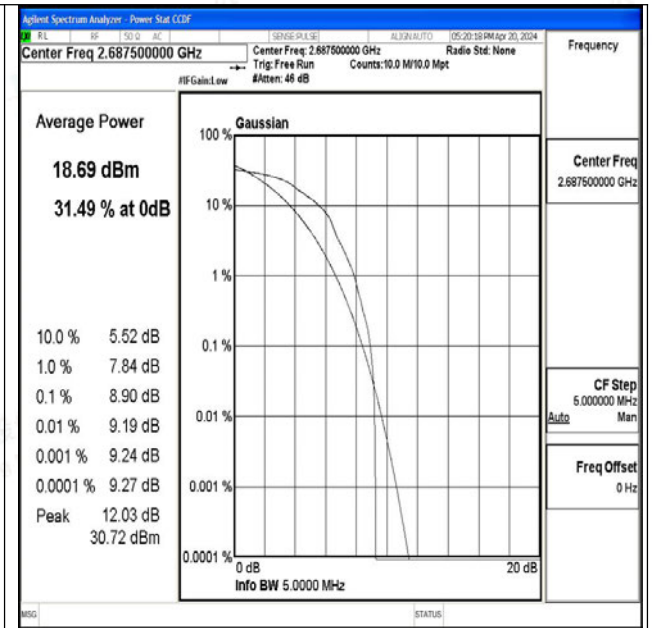 Agilent Spectrum Analyzer - Power Stat CCDF
RL RF 50 Ω AC SENSE:PULSE ALIGN AUTO 05:20:18 PM Apr 20, 2024
Center Freq 2.687500000 GHz
Center Freq: 2.687500000 GHz Radio Std: None
Trig: Free Run Counts:10.0 M/10.0 Mpt
#IFGain:Low #Atten: 46 dB
Frequency
Average Power
18.69 dBm
31.49 % at 0dB
10.0 % 5.52 dB
1.0 % 7.84 dB
0.1 % 8.90 dB
0.01 % 9.19 dB
0.001 % 9.24 dB
0.0001 % 9.27 dB
Peak 12.03 dB
30.72 dBm
Gaussian
100 %
10 %
1 %
0.1 %
0.01 %
0.001 %
0.0001 %
0 dB 20 dB
Info BW 5.0000 MHz
Center Freq
2.687500000 GHz
CF Step
5.000000 MHz
Auto Man
Freq Offset
0 Hz
MSG STATUS